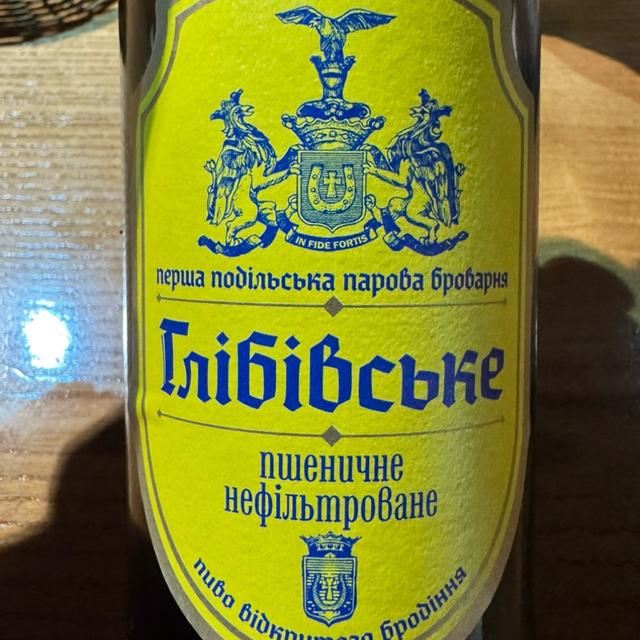 IN FIDE FORTIS
перша подільська парова броварня
Глібівське
пшеничне
нефільтроване
пиво відкритого бродіння